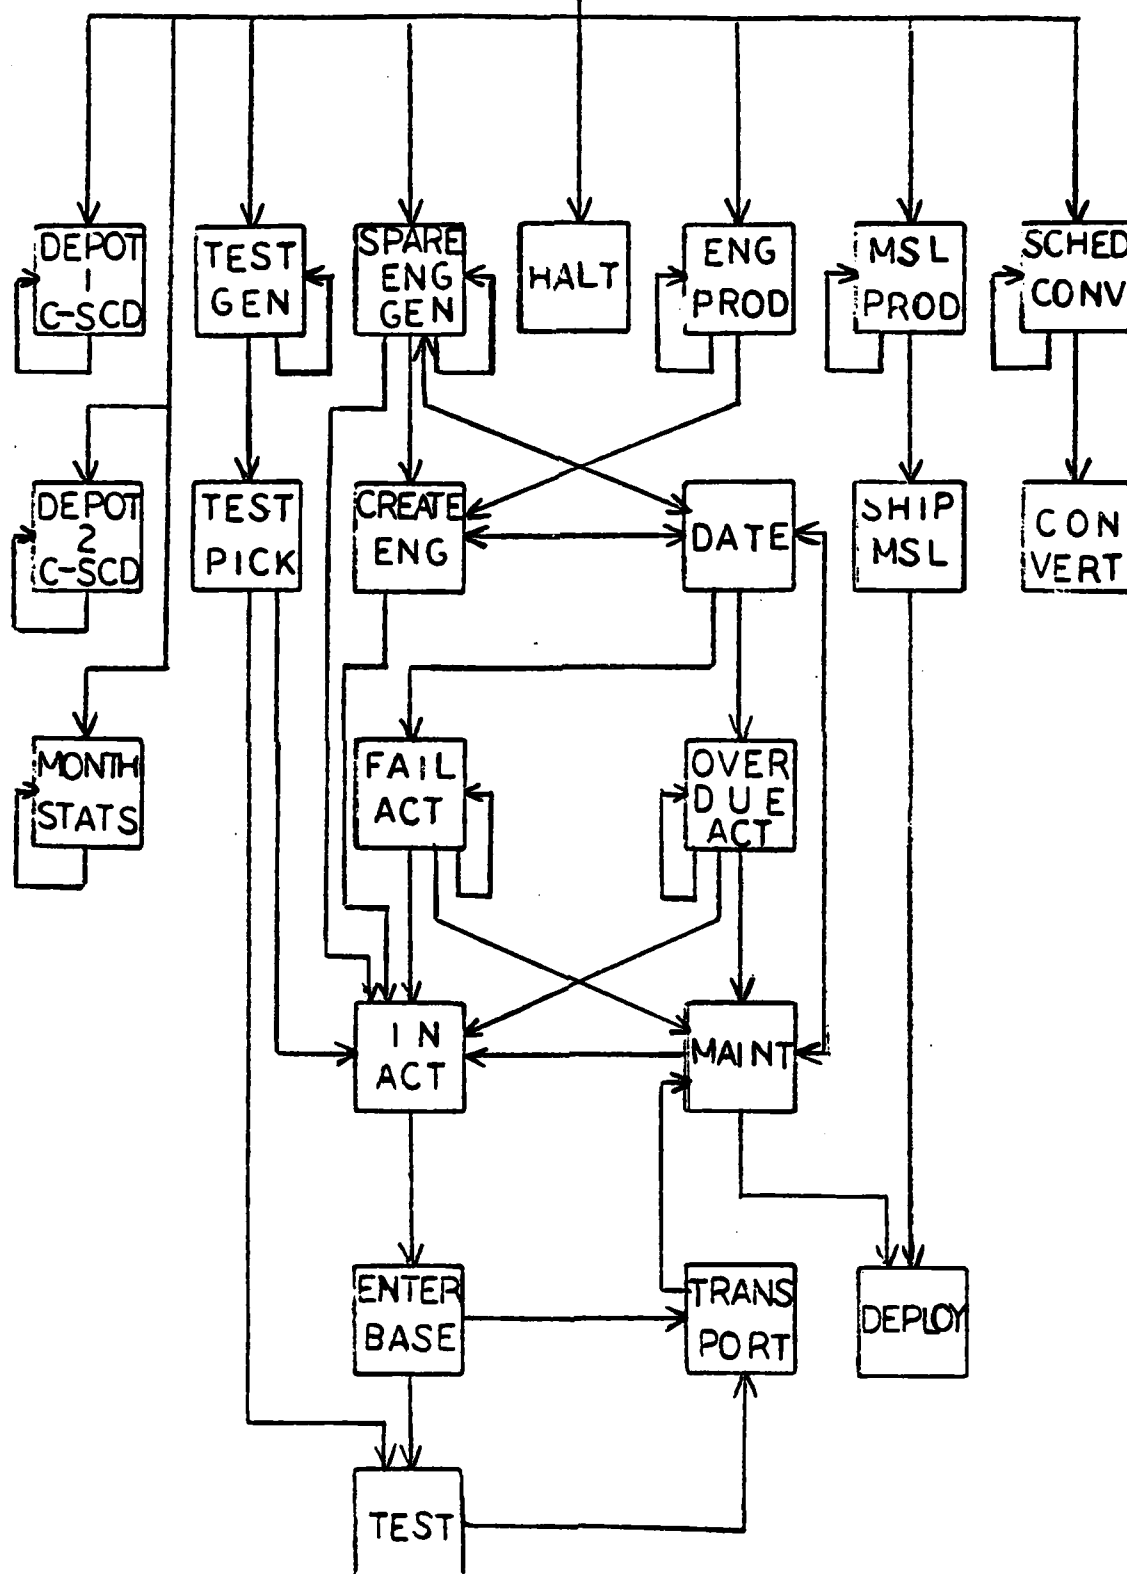 DEPOT
1
C-SCD
TEST
GEN
SPARE
ENG
GEN
HALT
ENG
PROD
MSL
PROD
SCHED
CONV
DEPOT
2
C-SCD
TEST
PICK
CREATE
ENG
DATE
SHIP
MSL
CON
VERT
MONTH
STATS
FAIL
ACT
OVER
DUE
ACT
IN
ACT
MAINT
ENTER
BASE
TRANS
PORT
DEPLOY
TEST